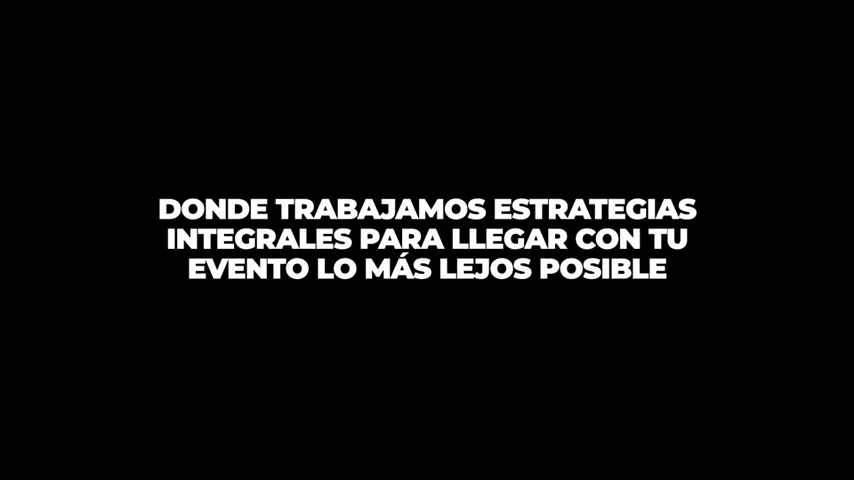 DONDE TRABAJAMOS ESTRATEGIAS
INTEGRALES PARA LLEGAR CON TU
EVENTO LO MÁS LEJOS POSIBLE